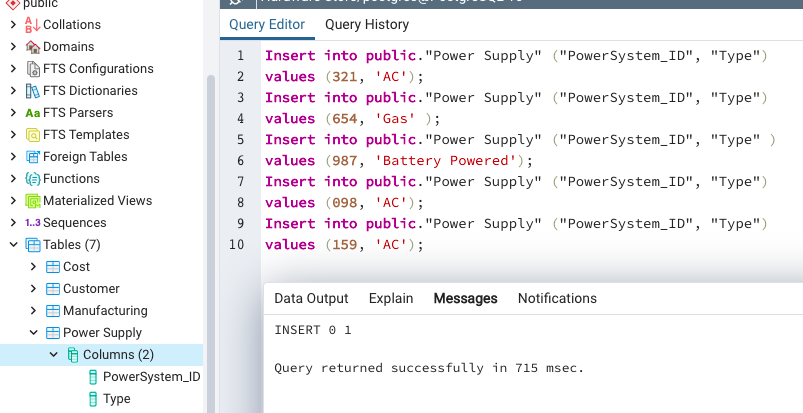 public
Collations
Domains
FTS Configurations
FTS Dictionaries
Aa FTS Parsers
FTS Templates
Foreign Tables
Functions
Materialized Views
1..3 Sequences
Tables (7)
Cost
Customer
Manufacturing
Power Supply
Columns (2)
PowerSystem_ID
Type
Query Editor Query History
1 Insert into public."Power Supply" ("PowerSystem_ID", "Type")
2 values (321, 'AC');
3 Insert into public."Power Supply" ("PowerSystem_ID", "Type")
4 values (654, 'Gas' );
5 Insert into public."Power Supply" ("PowerSystem_ID", "Type" )
6 values (987, 'Battery Powered');
7 Insert into public."Power Supply" ("PowerSystem_ID", "Type")
8 values (098, 'AC');
9 Insert into public."Power Supply" ("PowerSystem_ID", "Type")
10 values (159, 'AC');
Data Output Explain Messages Notifications
INSERT 0 1
Query returned successfully in 715 msec.